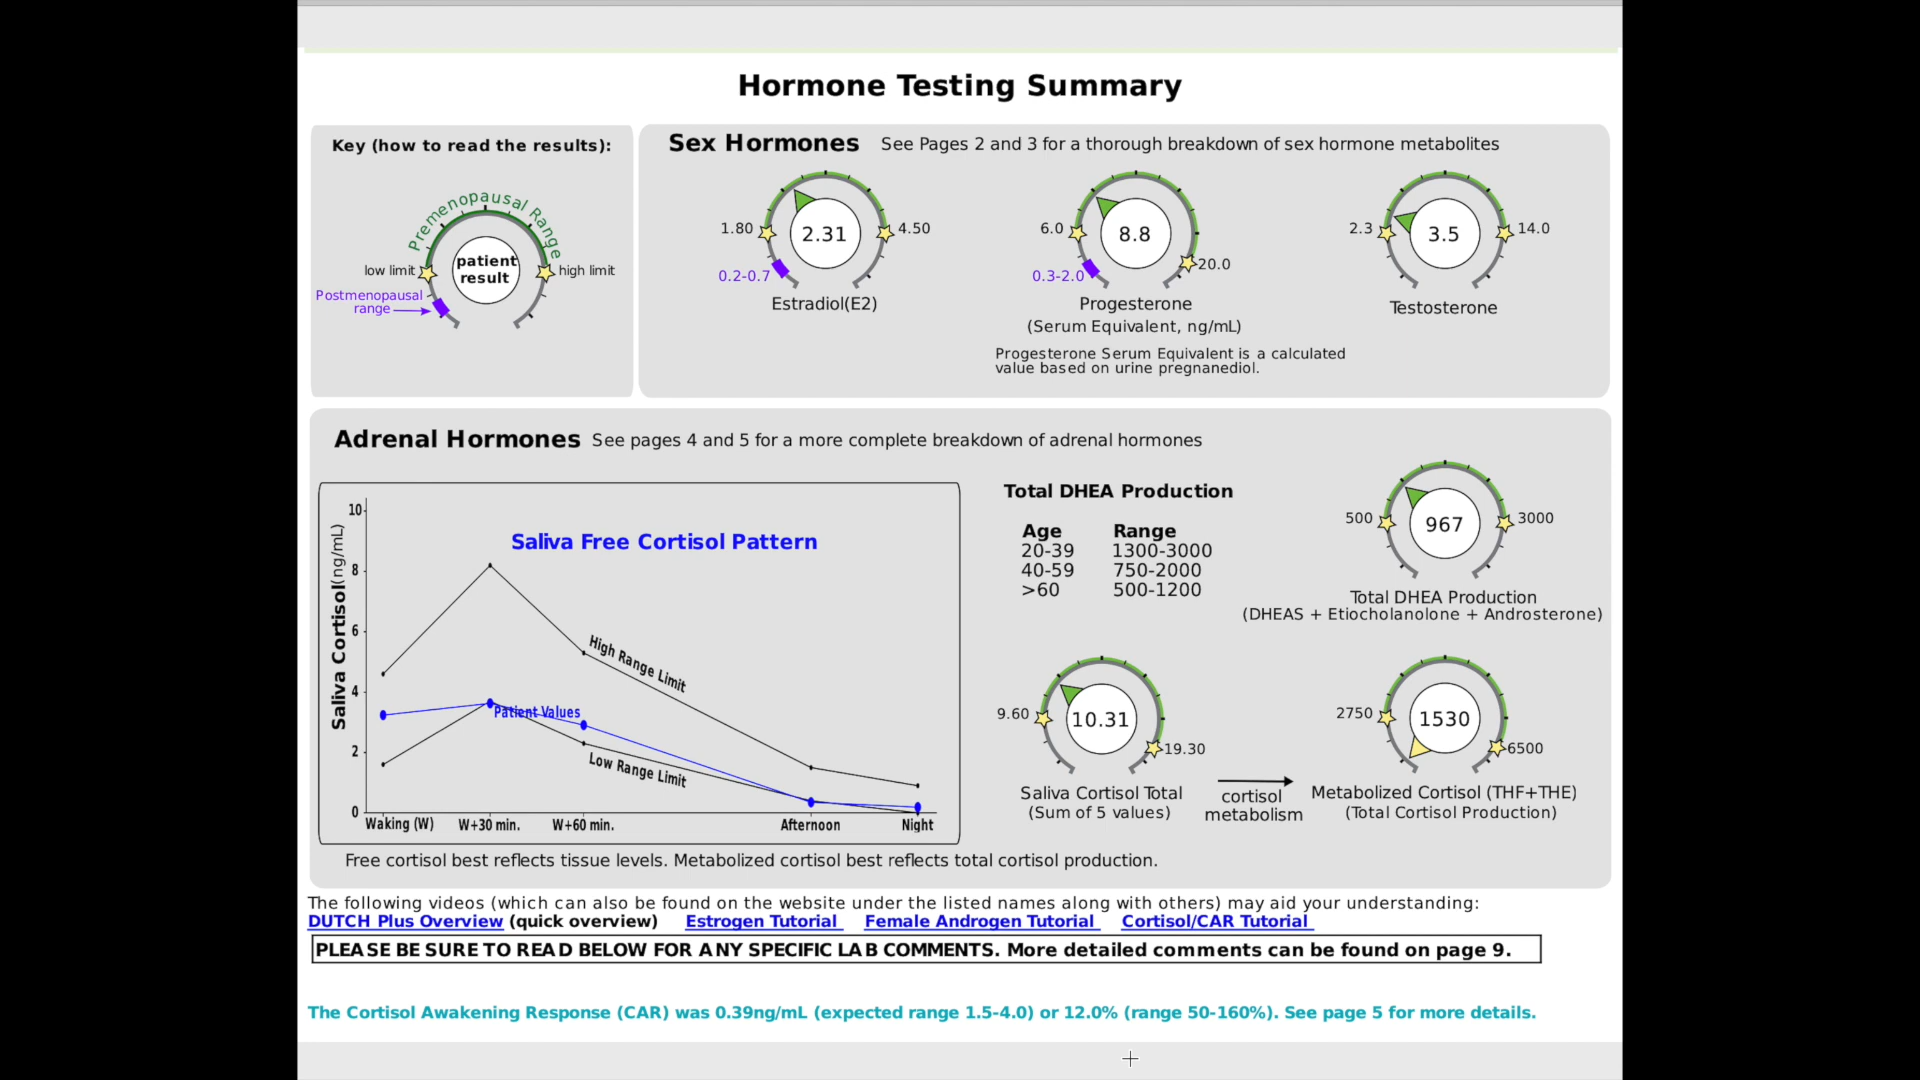 Hormone Testing Summary
Key (how to read the results):
Premenopausal Range
patient
result
low limit
high limit
Postmenopausal
range
Sex Hormones See Pages 2 and 3 for a thorough breakdown of sex hormone metabolites
1.80
2.31
4.50
0.2-0.7
Estradiol(E2)
6.0
8.8
20.0
0.3-2.0
Progesterone
(Serum Equivalent, ng/mL)
Progesterone Serum Equivalent is a calculated
value based on urine pregnanediol.
2.3
3.5
14.0
Testosterone
Adrenal Hormones See pages 4 and 5 for a more complete breakdown of adrenal hormones
Saliva Free Cortisol Pattern
Saliva Cortisol(ng/mL)
10
8
6
4
2
0
High Range Limit
Patient Values
Low Range Limit
Waking (W) W+30 min. W+60 min. Afternoon Night
Total DHEA Production
Age Range
20-39 1300-3000
40-59 750-2000
>60 500-1200
500
967
3000
Total DHEA Production
(DHEAS + Etiocholanolone + Androsterone)
9.60
10.31
19.30
Saliva Cortisol Total
(Sum of 5 values)
cortisol
metabolism
2750
1530
6500
Metabolized Cortisol (THF+THE)
(Total Cortisol Production)
Free cortisol best reflects tissue levels. Metabolized cortisol best reflects total cortisol production.
The following videos (which can also be found on the website under the listed names along with others) may aid your understanding:
DUTCH Plus Overview (quick overview) Estrogen Tutorial Female Androgen Tutorial Cortisol/CAR Tutorial
PLEASE BE SURE TO READ BELOW FOR ANY SPECIFIC LAB COMMENTS. More detailed comments can be found on page 9.
The Cortisol Awakening Response (CAR) was 0.39ng/mL (expected range 1.5-4.0) or 12.0% (range 50-160%). See page 5 for more details.